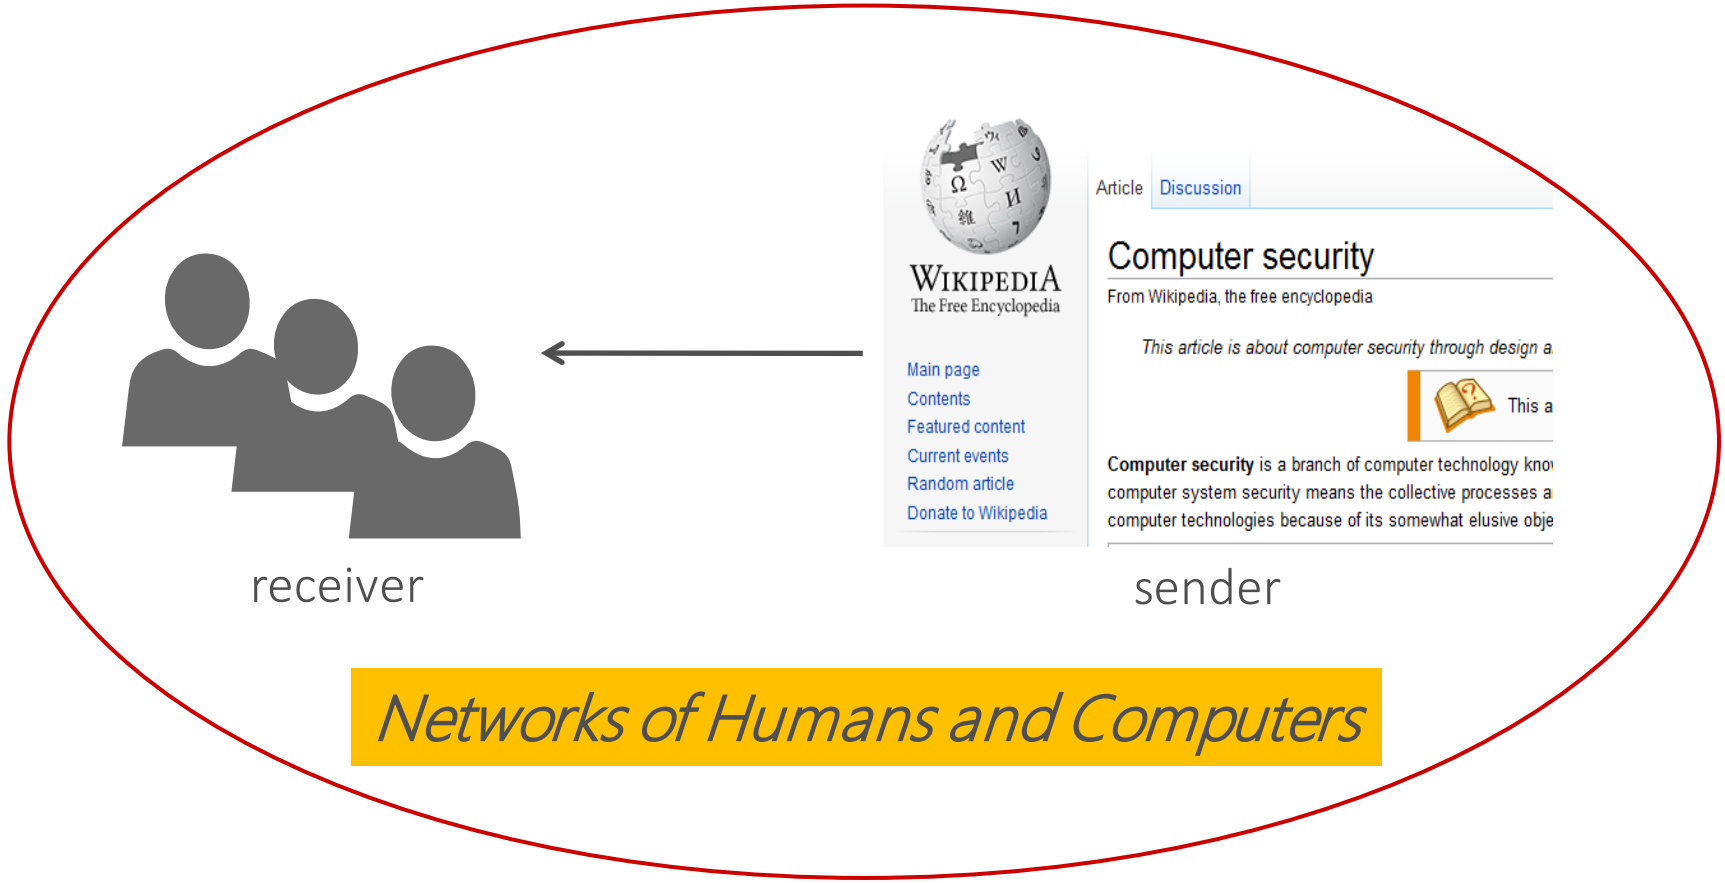 Ω
W
И
維
WIKIPEDIA
The Free Encyclopedia
Main page
Contents
Featured content
Current events
Random article
Donate to Wikipedia
Article Discussion
Computer security
From Wikipedia, the free encyclopedia
This article is about computer security through design a
This a
Computer security is a branch of computer technology know
computer system security means the collective processes a
computer technologies because of its somewhat elusive obje
receiver
sender
Networks of Humans and Computers